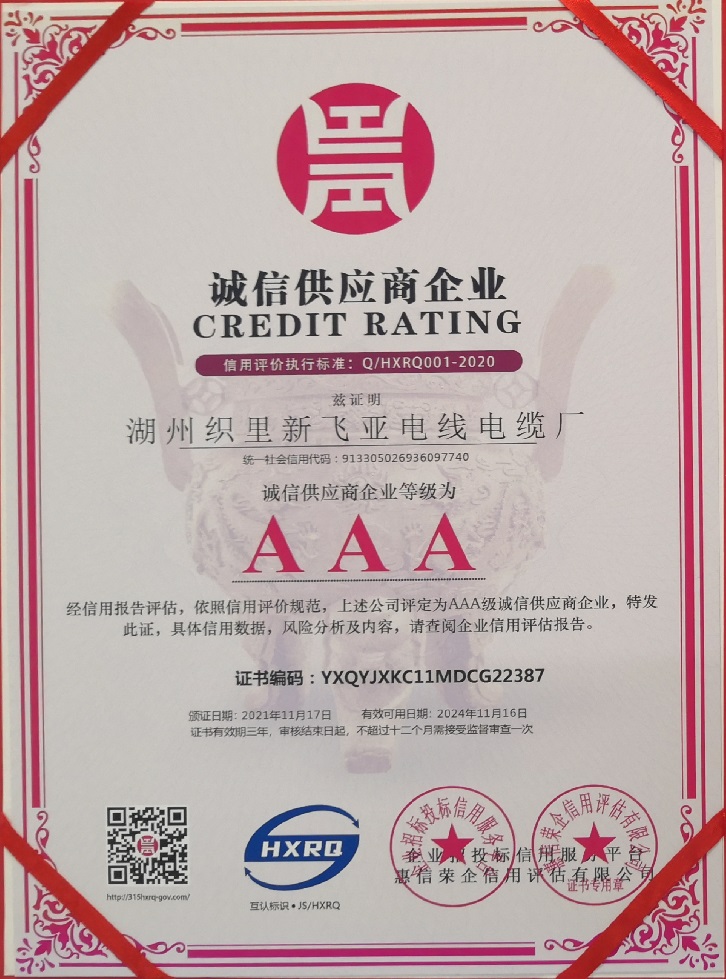 诚信供应商企业
CREDIT RATING
信用评价执行标准：Q/HXRQ001-2020
兹证明
湖州织里新飞亚电线电缆厂
统一社会信用代码：913305026936097740
诚信供应商企业等级为
AAA
经信用报告评估，依照信用评价规范，上述公司评定为AAA级诚信供应商企业，特发
此证，具体信用数据，风险分析及内容，请查阅企业信用评估报告。
证书编码：YXQYJXKC11MDCG22387
颁证日期：2021年11月17日 有效可用日期：2024年11月16日
证书有效期三年，审核结束日起，不超过十二个月需接受监督审查一次
HXRQ
http://315hxrq-gov.com/
互认标识•JS/HXRQ
企业招投标信用服务平台
惠信荣企信用评估有限公司
证书专用章